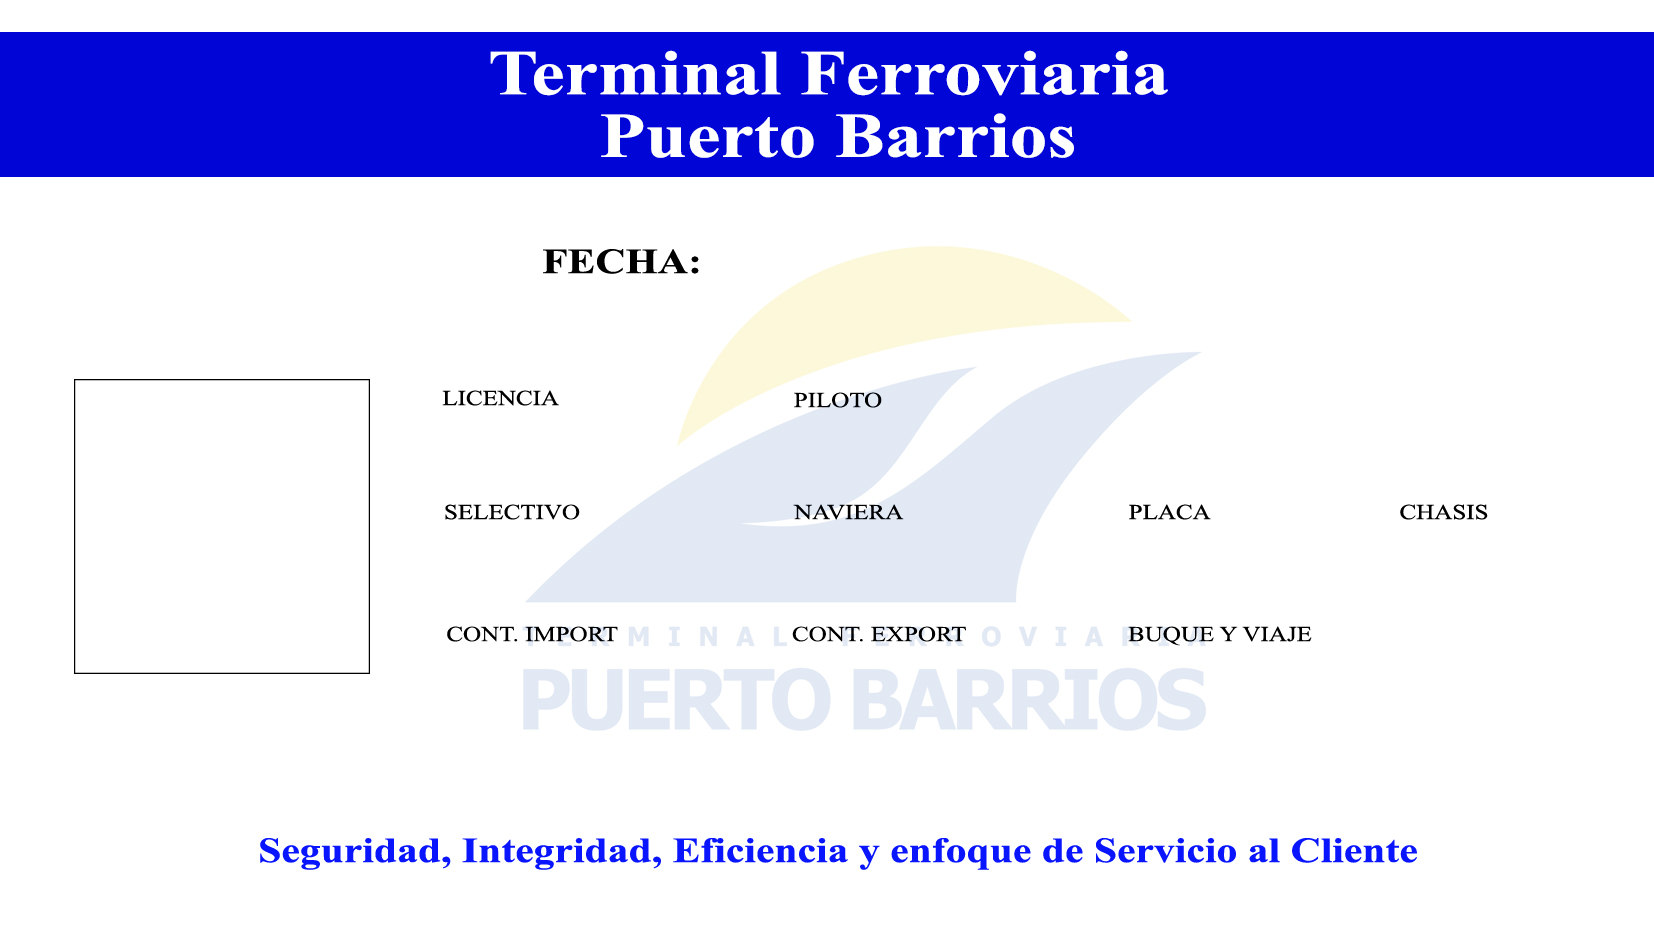 Terminal Ferroviaria
Puerto Barrios
FECHA:
LICENCIA PILOTO
SELECTIVO NAVIERA PLACA CHASIS
CONT. IMPORT CONT. EXPORT BUQUE Y VIAJE
TERMINAL FERROVIARIA
PUERTO BARRIOS
Seguridad, Integridad, Eficiencia y enfoque de Servicio al Cliente